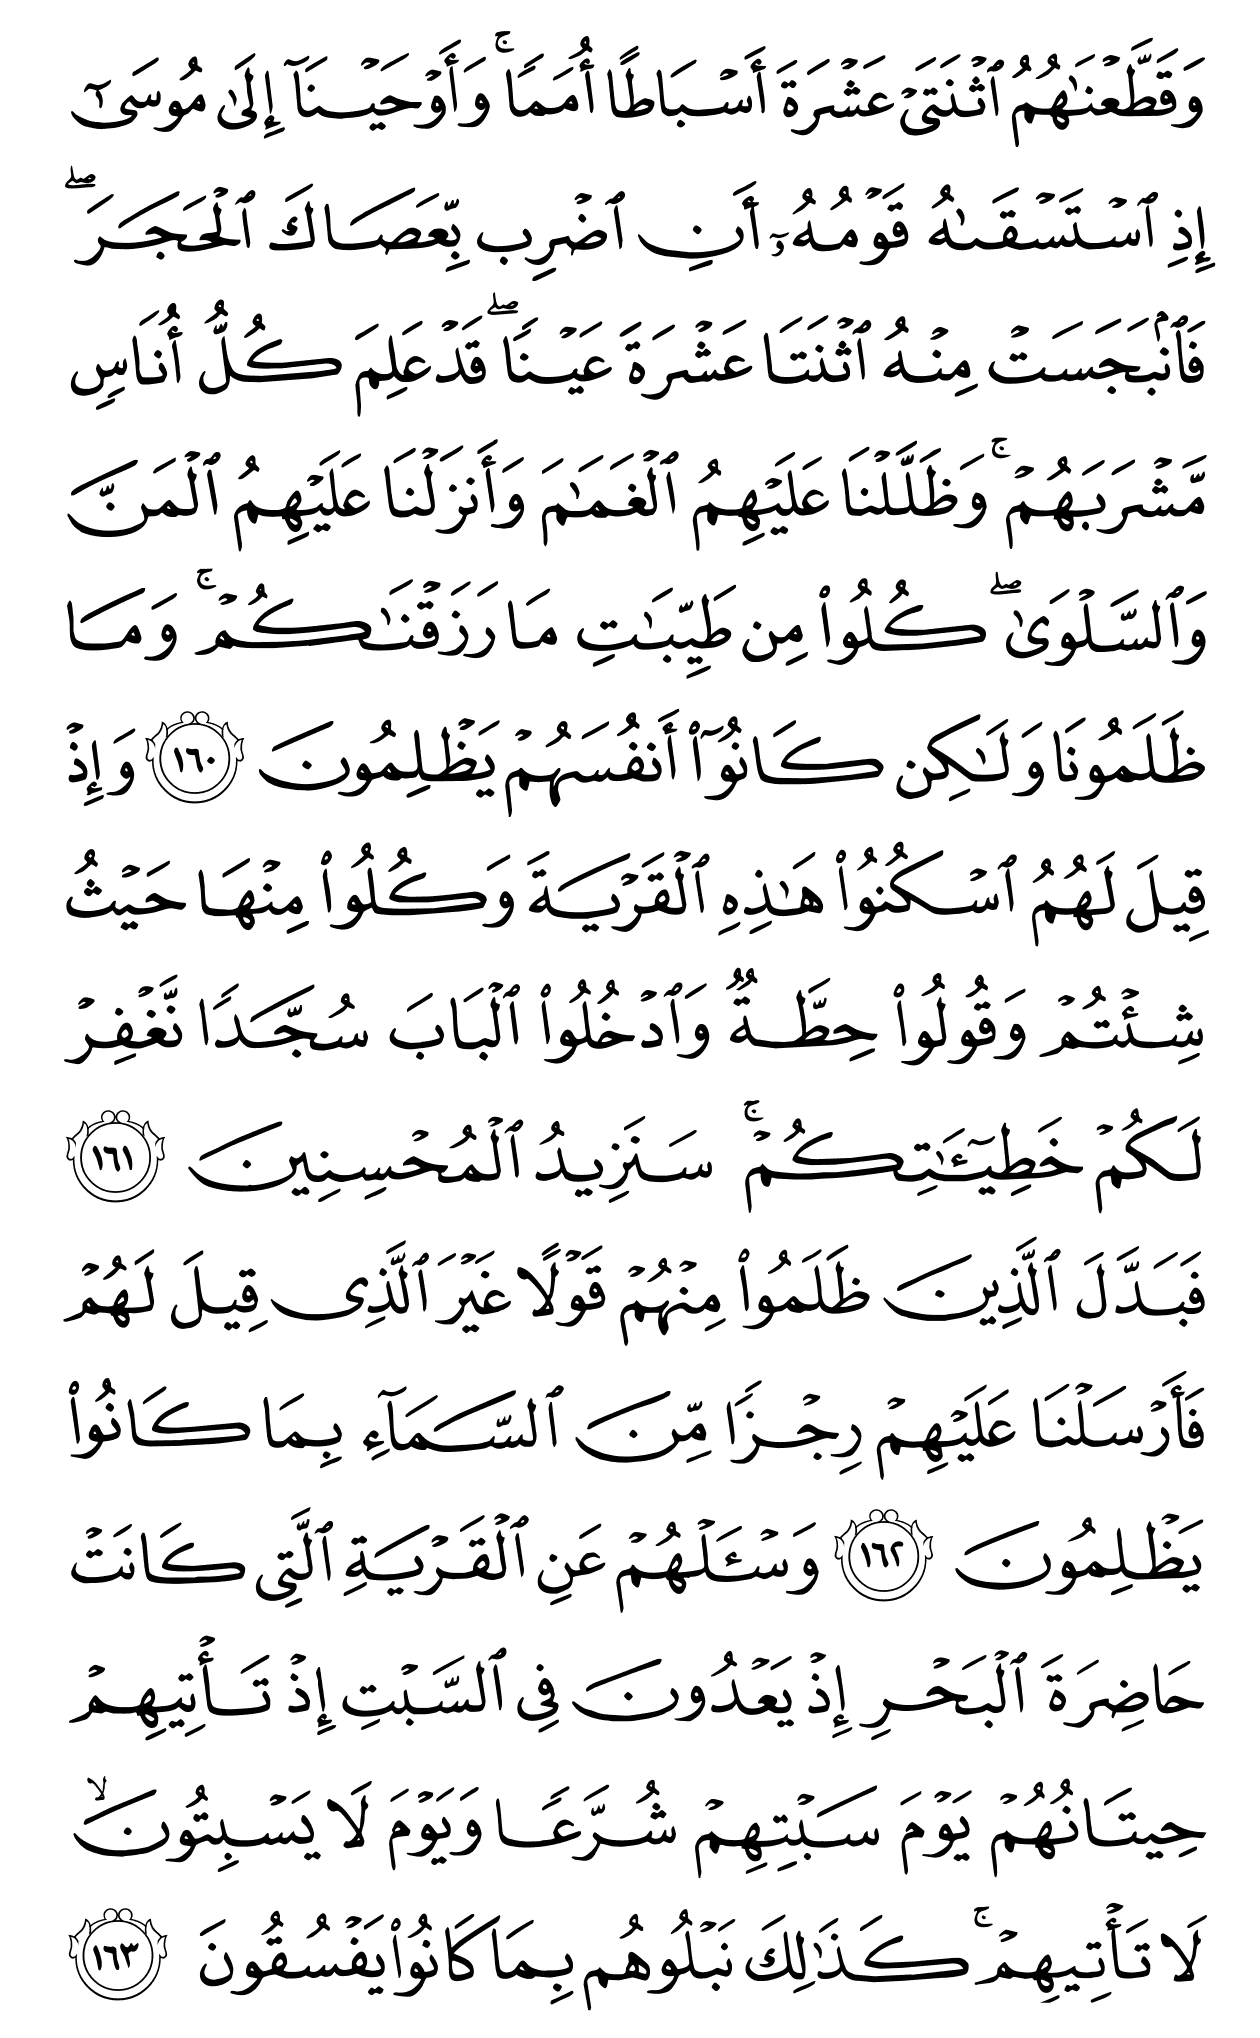 وَقَطَّعْنَٰهُمُ ٱثْنَتَىْ عَشْرَةَ أَسْبَاطًا أُمَمًا ۚ وَأَوْحَيْنَآ إِلَىٰ مُوسَىٰٓ
إِذِ ٱسْتَسْقَىٰهُ قَوْمُهُۥٓ أَنِ ٱضْرِب بِّعَصَاكَ ٱلْحَجَرَ ۖ
فَٱنۢبَجَسَتْ مِنْهُ ٱثْنَتَا عَشْرَةَ عَيْنًا ۖ قَدْ عَلِمَ كُلُّ أُنَاسٍ
مَّشْرَبَهُمْ ۚ وَظَلَّلْنَا عَلَيْهِمُ ٱلْغَمَٰمَ وَأَنزَلْنَا عَلَيْهِمُ ٱلْمَنَّ
وَٱلسَّلْوَىٰ ۖ كُلُوا۟ مِن طَيِّبَٰتِ مَا رَزَقْنَٰكُمْ ۚ وَمَا
ظَلَمُونَا وَلَٰكِن كَانُوٓا۟ أَنفُسَهُمْ يَظْلِمُونَ ١٦٠ وَإِذْ
قِيلَ لَهُمُ ٱسْكُنُوا۟ هَٰذِهِ ٱلْقَرْيَةَ وَكُلُوا۟ مِنْهَا حَيْثُ
شِئْتُمْ وَقُولُوا۟ حِطَّةٌ وَٱدْخُلُوا۟ ٱلْبَابَ سُجَّدًا نَّغْفِرْ
لَكُمْ خَطِيٓـَٰٔتِكُمْ ۚ سَنَزِيدُ ٱلْمُحْسِنِينَ ١٦١
فَبَدَّلَ ٱلَّذِينَ ظَلَمُوا۟ مِنْهُمْ قَوْلًا غَيْرَ ٱلَّذِى قِيلَ لَهُمْ
فَأَرْسَلْنَا عَلَيْهِمْ رِجْزًا مِّنَ ٱلسَّمَآءِ بِمَا كَانُوا۟
يَظْلِمُونَ ١٦٢ وَسْـَٔلْهُمْ عَنِ ٱلْقَرْيَةِ ٱلَّتِى كَانَتْ
حَاضِرَةَ ٱلْبَحْرِ إِذْ يَعْدُونَ فِى ٱلسَّبْتِ إِذْ تَأْتِيهِمْ
حِيتَانُهُمْ يَوْمَ سَبْتِهِمْ شُرَّعًا وَيَوْمَ لَا يَسْبِتُونَ ۙ
لَا تَأْتِيهِمْ ۚ كَذَٰلِكَ نَبْلُوهُم بِمَا كَانُوا۟ يَفْسُقُونَ ١٦٣